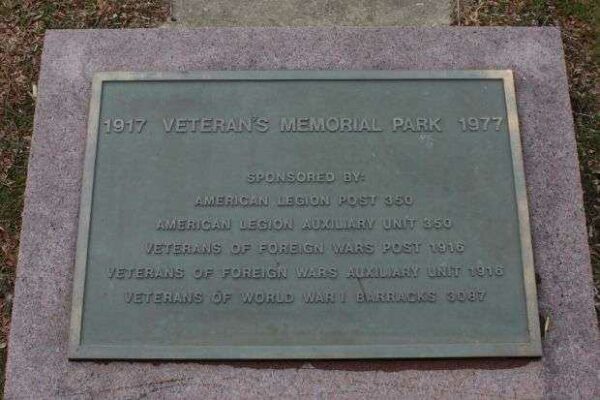 1917 VETERAN'S MEMORIAL PARK 1977
SPONSORED BY:
AMERICAN LEGION POST 350
AMERICAN LEGION AUXILIARY UNIT 350
VETERANS OF FOREIGN WARS POST 1916
VETERANS OF FOREIGN WARS AUXILIARY UNIT 1916
VETERANS OF WORLD WAR I BARRACKS 3087